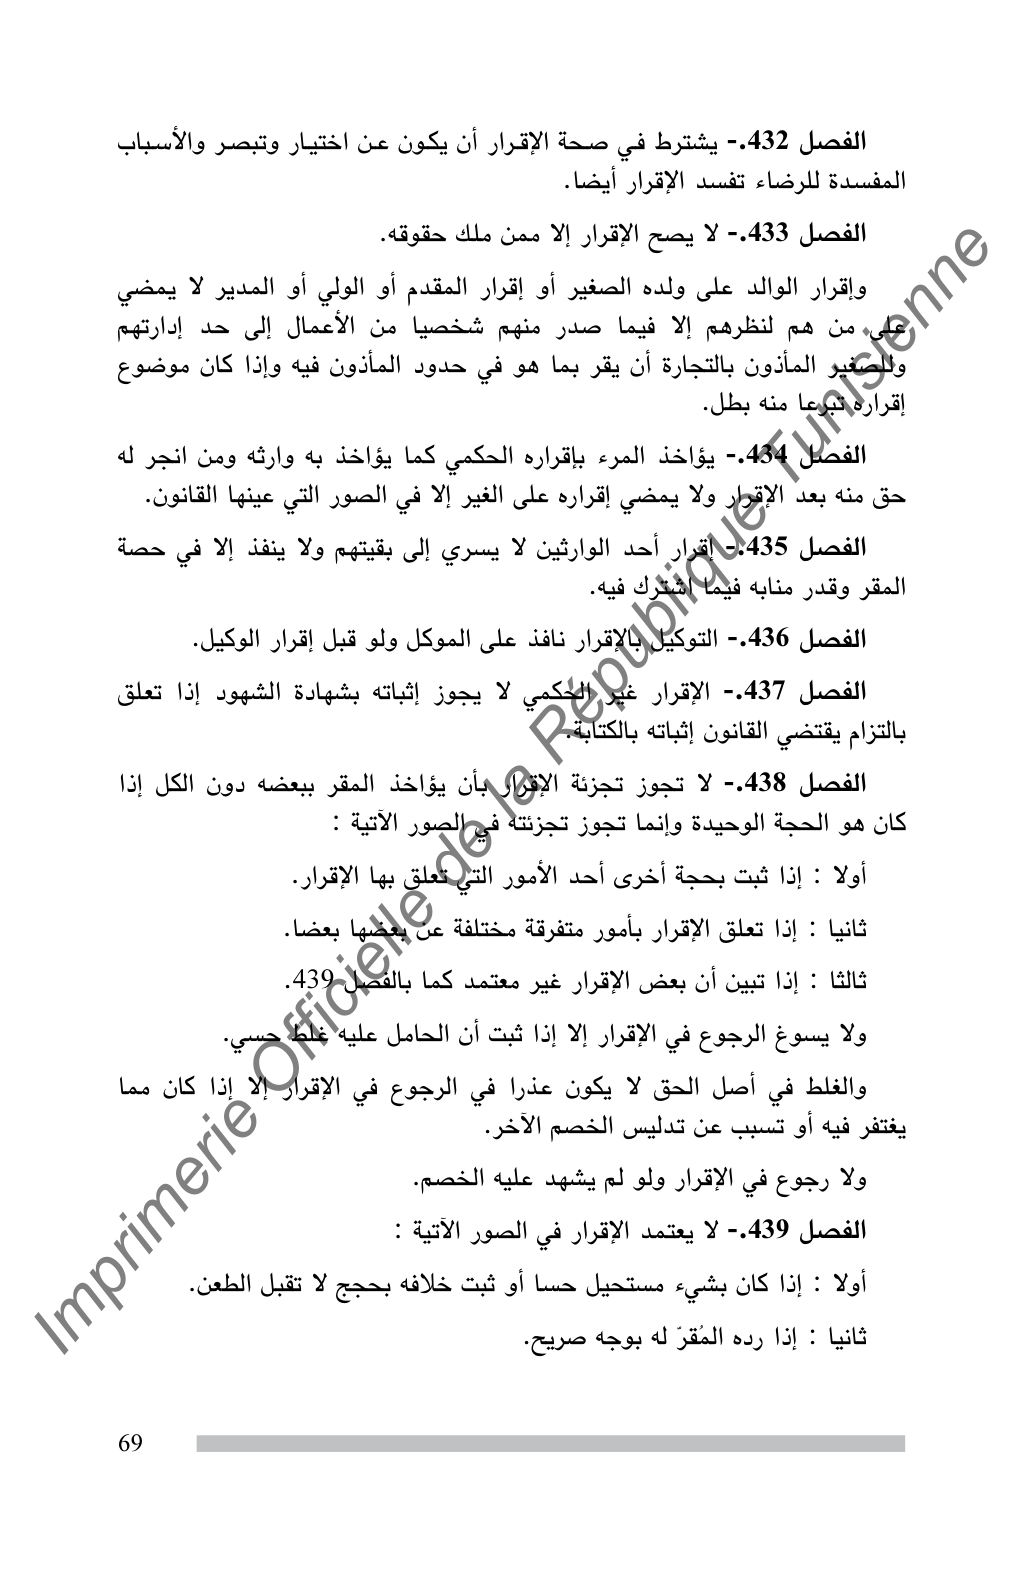 الفصل 432.- يشترط في صحة الإقرار أن يكون عن اختيار وتبصر والأسباب
المفسدة للرضاء تفسد الإقرار أيضا.
الفصل 433.- لا يصح الإقرار إلا ممن ملك حقوقه.
وإقرار الوالد على ولده الصغير أو إقرار المقدم أو الولي أو المدير لا يمضي
على من هم لنظرهم إلا فيما صدر منهم شخصيا من الأعمال إلى حد إدارتهم
وللصغير المأذون بالتجارة أن يقر بما هو في حدود المأذون فيه وإذا كان موضوع
إقراره تبرعا منه بطل.
الفصل 434.- يؤاخذ المرء بإقراره الحكمي كما يؤاخذ به وارثه ومن انجر له
حق منه بعد الإقرار ولا يمضي إقراره على الغير إلا في الصور التي عينها القانون.
الفصل 435.- إقرار أحد الوارثين لا يسري إلى بقيتهم ولا ينفذ إلا في حصة
المقر وقدر منابه فيما اشترك فيه.
الفصل 436.- التوكيل بالإقرار نافذ على الموكل ولو قبل إقرار الوكيل.
الفصل 437.- الإقرار غير الحكمي لا يجوز إثباته بشهادة الشهود إذا تعلق
بالتزام يقتضي القانون إثباته بالكتابة.
الفصل 438.- لا تجوز تجزئة الإقرار بأن يؤاخذ المقر ببعضه دون الكل إذا
كان هو الحجة الوحيدة وإنما تجوز تجزئته في الصور الآتية :
أولا : إذا ثبت بحجة أخرى أحد الأمور التي تعلق بها الإقرار.
ثانيا : إذا تعلق الإقرار بأمور متفرقة مختلفة عن بعضها بعضا.
ثالثا : إذا تبين أن بعض الإقرار غير معتمد كما بالفصل 439.
ولا يسوغ الرجوع في الإقرار إلا إذا ثبت أن الحامل عليه غلط حسي.
والغلط في أصل الحق لا يكون عذرا في الرجوع في الإقرار إلا إذا كان مما
يغتفر فيه أو تسبب عن تدليس الخصم الآخر.
ولا رجوع في الإقرار ولو لم يشهد عليه الخصم.
الفصل 439.- لا يعتمد الإقرار في الصور الآتية :
أولا : إذا كان بشيء مستحيل حسا أو ثبت خلافه بحجج لا تقبل الطعن.
ثانيا : إذا رده المُقرّ له بوجه صريح.
69
Imprimerie Officielle de la République Tunisienne